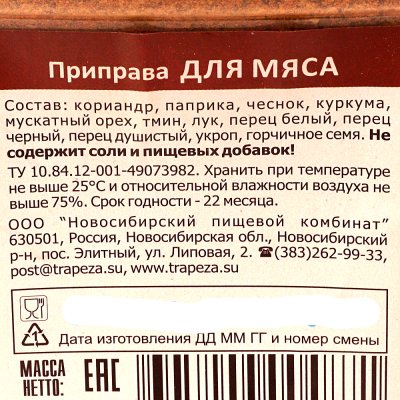 Приправа ДЛЯ МЯСА
Состав: кориандр, паприка, чеснок, куркума,
мускатный орех, тмин, лук, перец белый, перец
черный, перец душистый, укроп, горчичное семя. Не
содержит соли и пищевых добавок!
ТУ 10.84.12-001-49073982. Хранить при температуре
не выше 25°С и относительной влажности воздуха не
выше 75%. Срок годности - 22 месяца.
ООО "Новосибирский пищевой комбинат"
630501, Россия, Новосибирская обл., Новосибирский
р-н, пос. Элитный, ул. Липовая, 2. ☎(383)262-99-33,
post@trapeza.su, www.trapeza.su
1
Дата изготовления ДД ММ ГГ и номер смены
МАССА
НЕТТО:
ЕАС